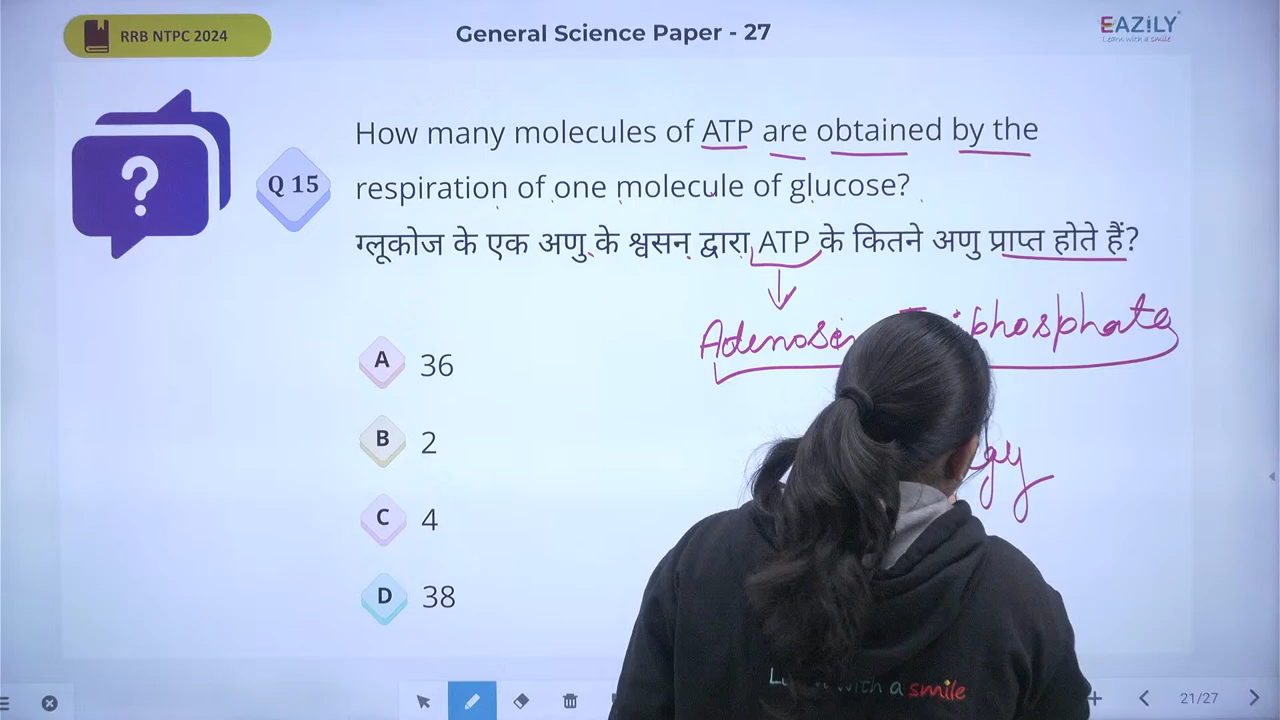 RRB NTPC 2024
General Science Paper - 27
EAZILY
Learn with a smile
Q 15
How many molecules of ATP are obtained by the
respiration of one molecule of glucose?
ग्लूकोज के एक अणु के श्वसन द्वारा ATP के कितने अणु प्राप्त होते हैं?
A 36
B 2
C 4
D 38
with a smile
21/27